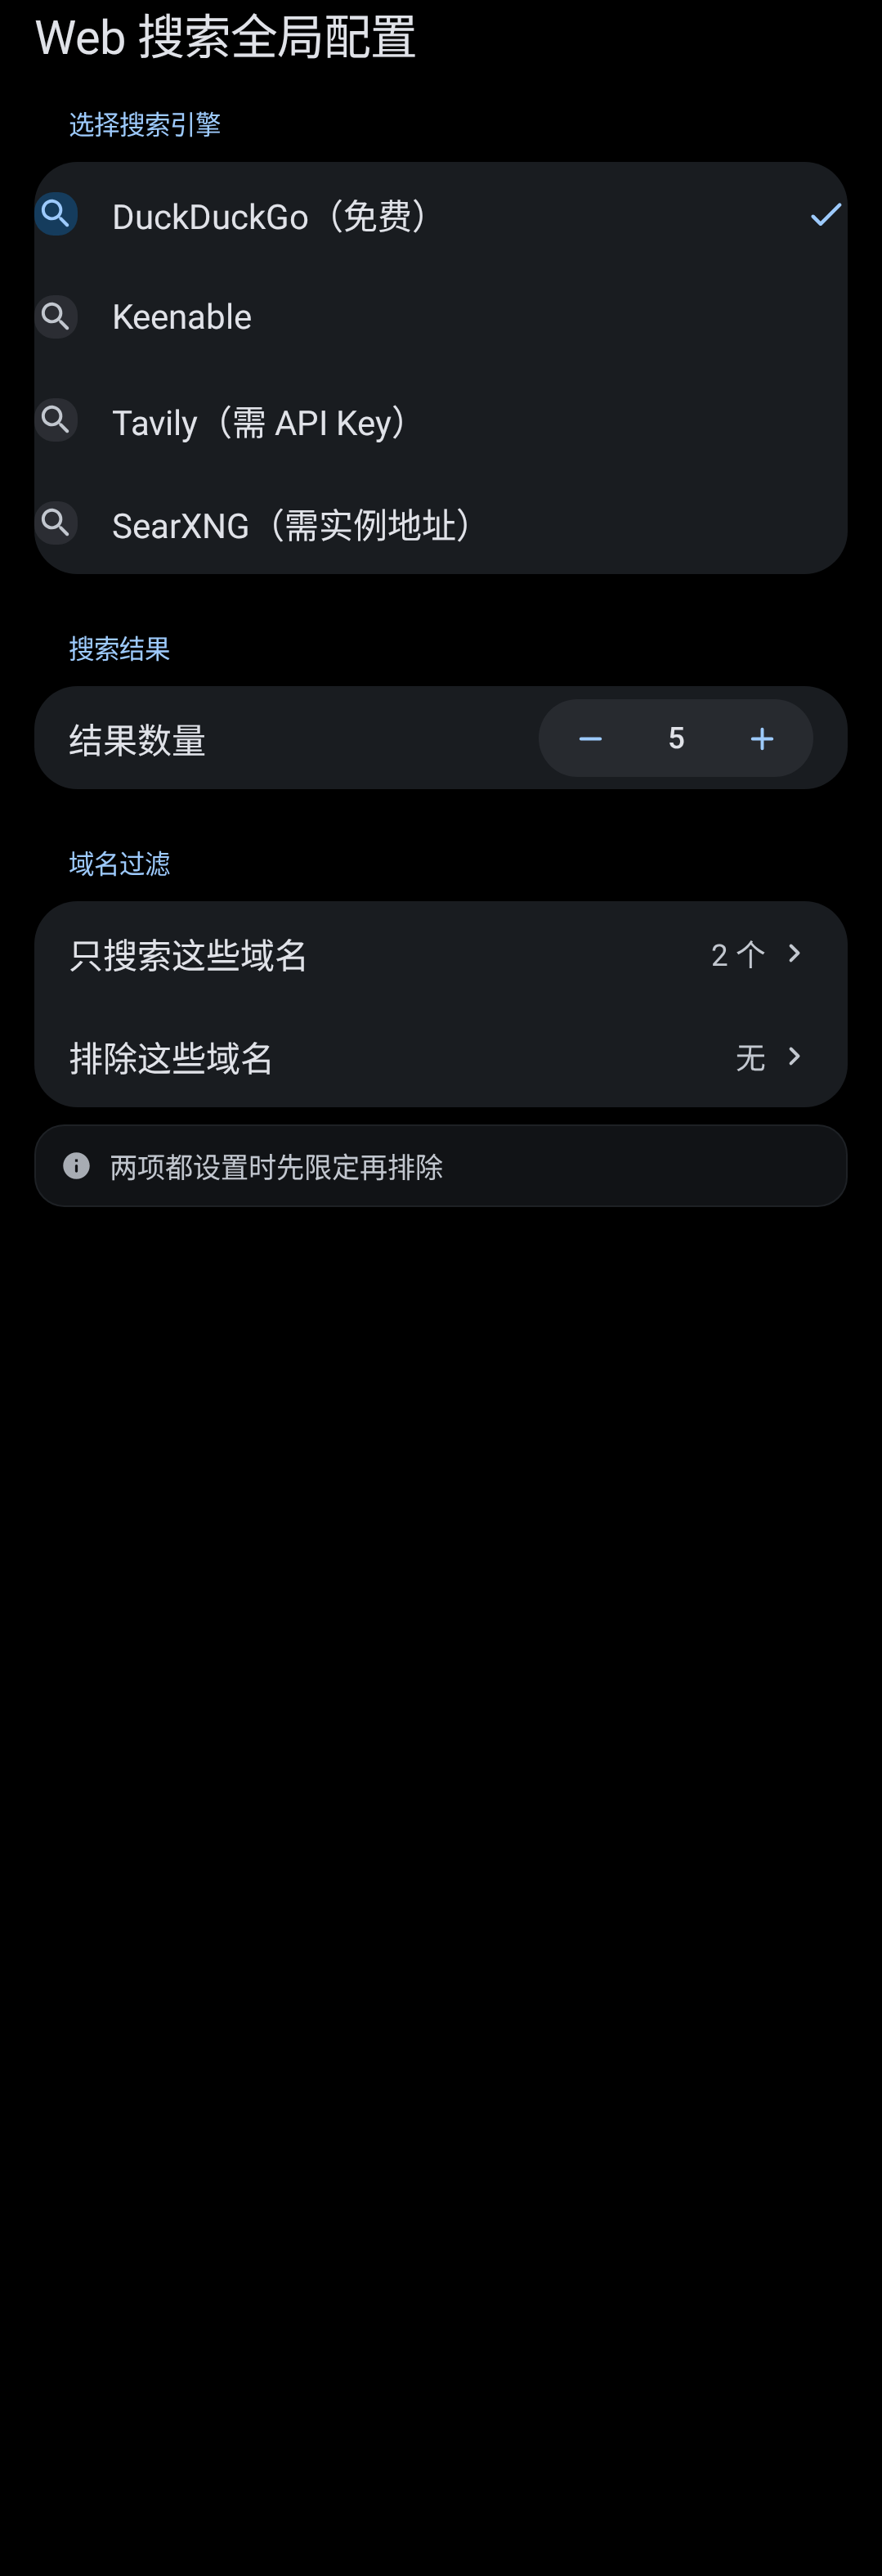 Web 搜索全局配置
选择搜索引擎
DuckDuckGo（免费）
Keenable
Tavily（需 API Key）
SearXNG（需实例地址）
搜索结果
结果数量 5
域名过滤
只搜索这些域名 2 个
排除这些域名 无
两项都设置时先限定再排除